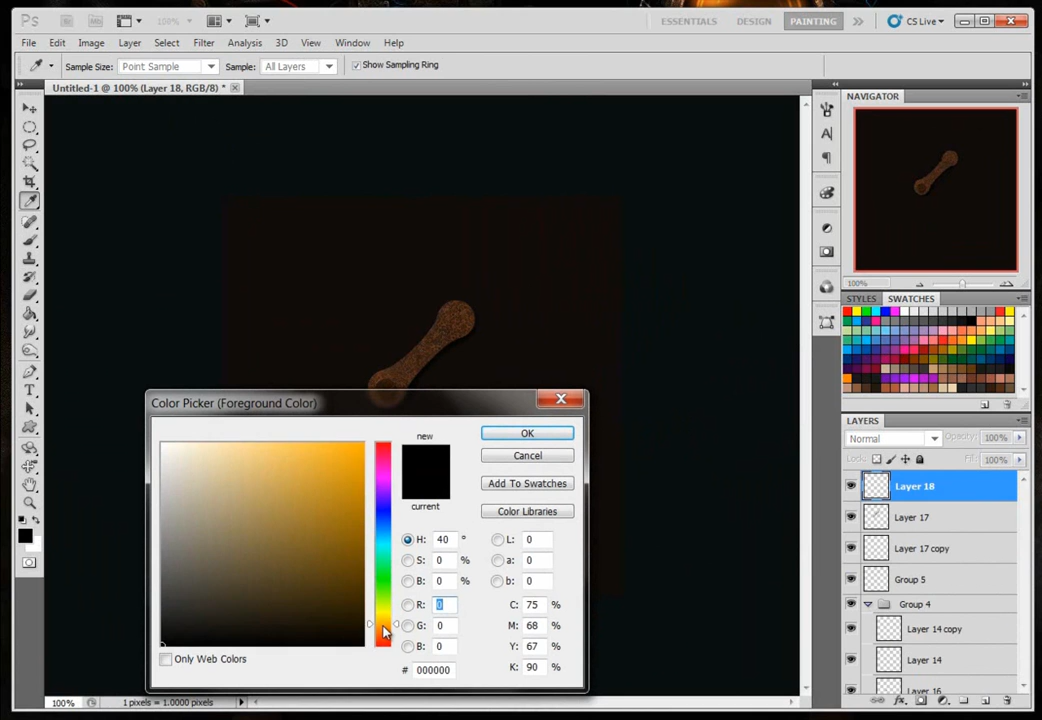 Ps 100% ESSENTIALS DESIGN PAINTING CS Live
File Edit Image Layer Select Filter Analysis 3D View Window Help
Sample Size: Point Sample Sample: All Layers Show Sampling Ring
Untitled-1 @ 100% (Layer 18, RGB/8) *
NAVIGATOR
100%
STYLES SWATCHES
Color Picker (Foreground Color)
new
current
OK
Cancel
Add To Swatches
Color Libraries
H: 40 ° L: 0
S: 0 % a: 0
B: 0 % b: 0
R: 0 C: 75 %
G: 0 M: 68 %
B: 0 Y: 67 %
# 000000 K: 90 %
Only Web Colors
LAYERS
Normal Opacity: 100%
Lock: Fill: 100%
Layer 18
Layer 17
Layer 17 copy
Group 5
Group 4
Layer 14 copy
Layer 14
Layer 16
100% 1 pixels = 1.0000 pixels